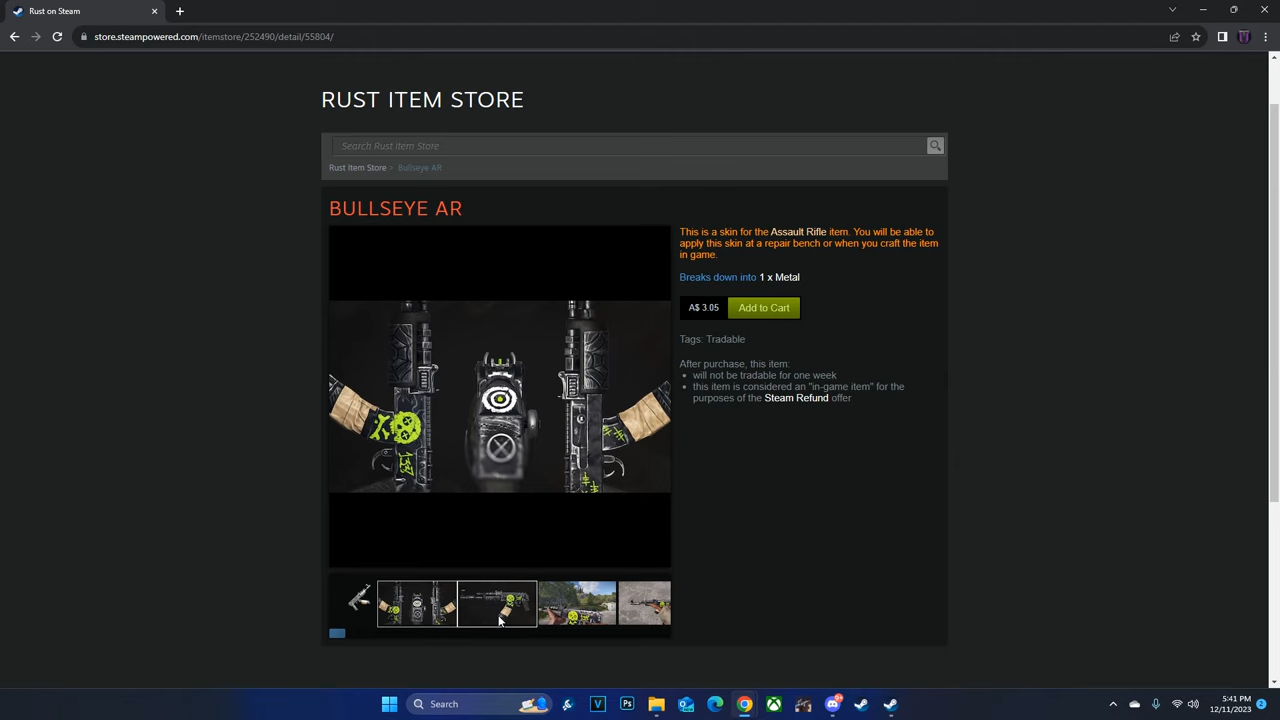 Rust on Steam
store.steampowered.com/itemstore/252490/detail/55804/
RUST ITEM STORE
Search Rust Item Store
Rust Item Store > Bullseye AR
BULLSEYE AR
This is a skin for the Assault Rifle item. You will be able to
apply this skin at a repair bench or when you craft the item
in game.
Breaks down into 1 x Metal
A$ 3.05 Add to Cart
Tags: Tradable
After purchase, this item:
will not be tradable for one week
this item is considered an "in-game item" for the
purposes of the Steam Refund offer
Search
V
Ps
5:41 PM
12/11/2023
2